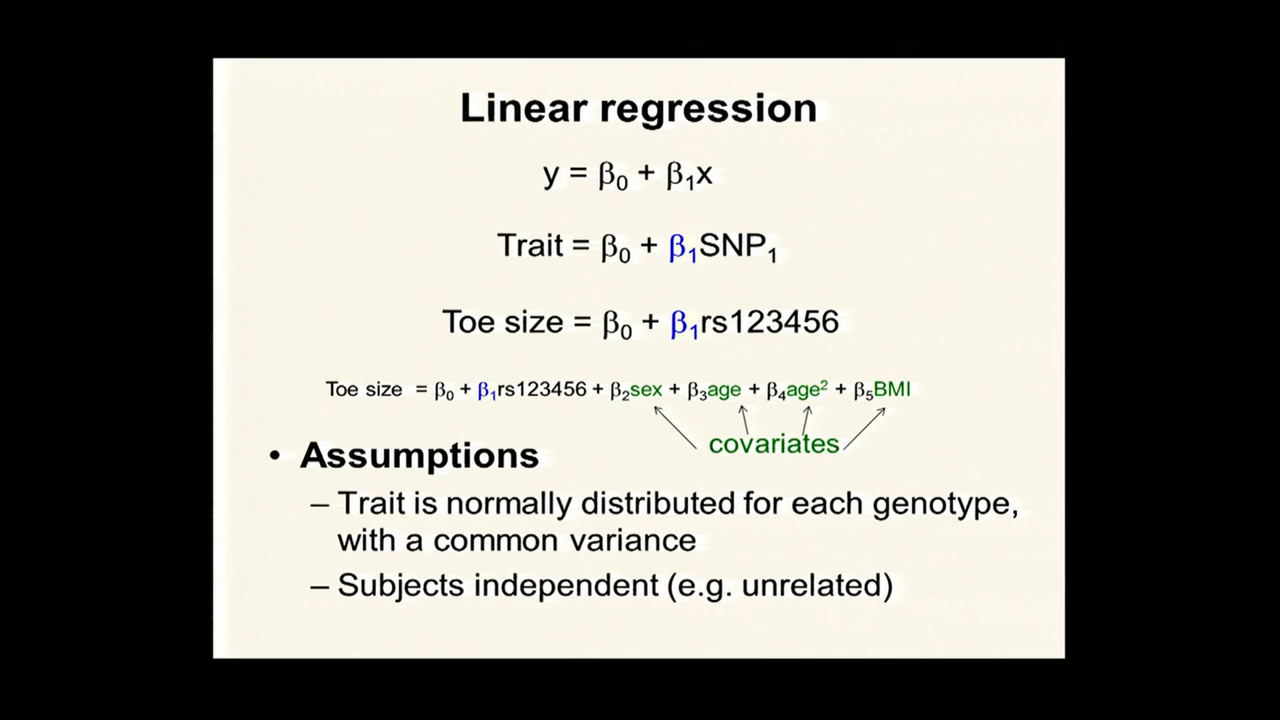 Linear regression
y = β₀ + β₁x
Trait = β₀ + β₁SNP₁
Toe size = β₀ + β₁rs123456
Toe size = β₀ + β₁rs123456 + β₂sex + β₃age + β₄age² + β₅BMI
covariates
• Assumptions
– Trait is normally distributed for each genotype,
with a common variance
– Subjects independent (e.g. unrelated)